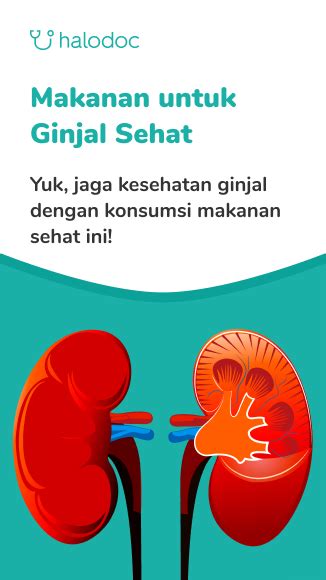 halodoc
Makanan untuk
Ginjal Sehat
Yuk, jaga kesehatan ginjal
dengan konsumsi makanan
sehat ini!